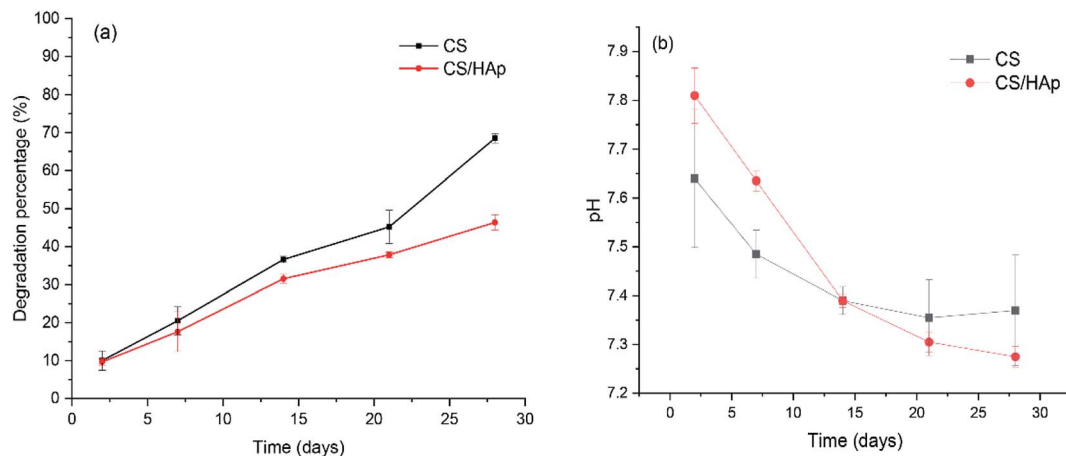 (a)
CS
CS/HAp
Degradation percentage (%)
100
90
80
70
60
50
40
30
20
10
0
0 5 10 15 20 25 30
Time (days)
(b)
CS
CS/HAp
pH
7.9
7.8
7.7
7.6
7.5
7.4
7.3
7.2
0 5 10 15 20 25 30
Time (days)